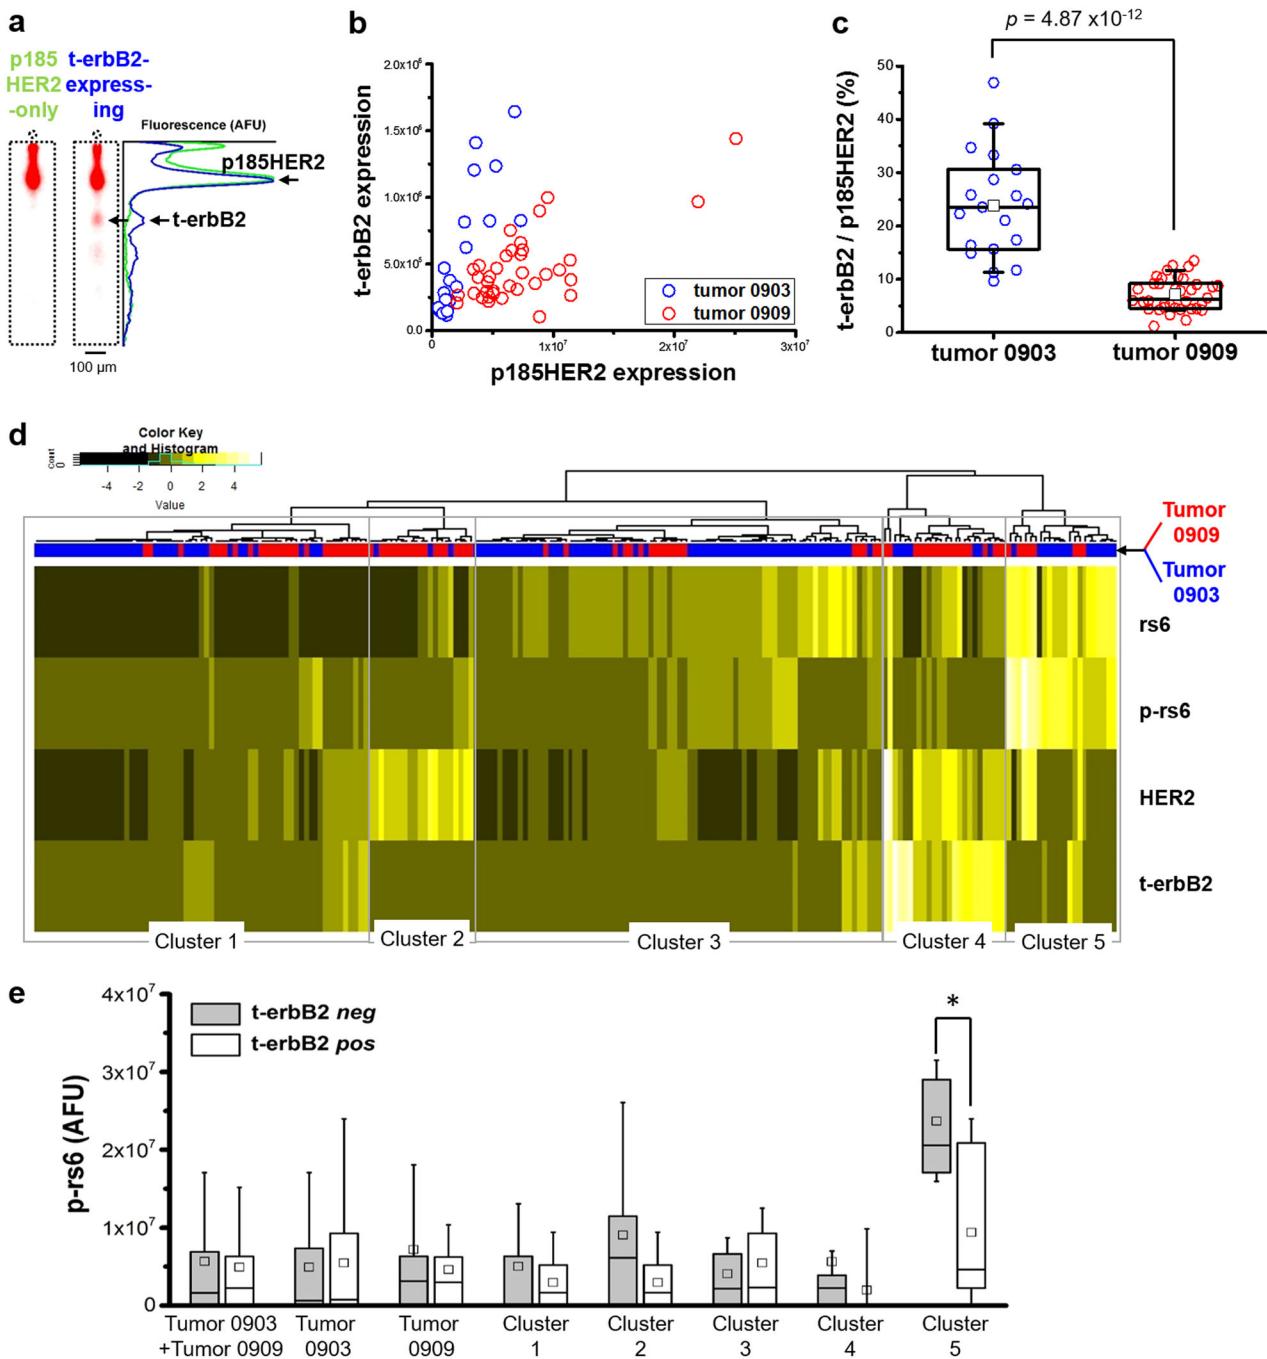 a
p185 t-erbB2-
HER2 express-
-only ing
Fluorescence (AFU)
p185HER2
t-erbB2
100 µm
b
t-erbB2 expression
2.0x10⁶
1.5x10⁶
1.0x10⁶
5.0x10⁵
0.0
0 1x10⁷ 2x10⁷ 3x10⁷
tumor 0903
tumor 0909
p185HER2 expression
c
p = 4.87 x10⁻¹²
t-erbB2 / p185HER2 (%)
50
40
30
20
10
0
tumor 0903 tumor 0909
d
Color Key
and Histogram
Count
0
-4 -2 0 2 4
Value
Tumor
0909
Tumor
0903
rs6
p-rs6
HER2
t-erbB2
Cluster 1 Cluster 2 Cluster 3 Cluster 4 Cluster 5
e
p-rs6 (AFU)
4x10⁷
3x10⁷
2x10⁷
1x10⁷
0
t-erbB2 neg
t-erbB2 pos
*
Tumor 0903 Tumor Tumor Cluster Cluster Cluster Cluster Cluster
+Tumor 0909 0903 0909 1 2 3 4 5